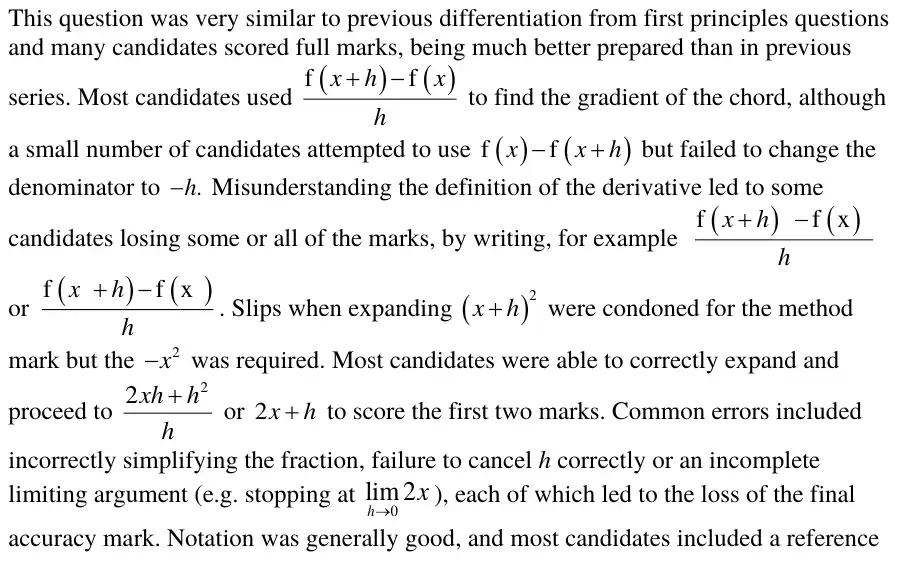 This question was very similar to previous differentiation from first principles questions
and many candidates scored full marks, being much better prepared than in previous
series. Most candidates used \frac{f(x+h)-f(x)}{h} to find the gradient of the chord, although
a small number of candidates attempted to use f(x)-f(x+h) but failed to change the
denominator to -h. Misunderstanding the definition of the derivative led to some
candidates losing some or all of the marks, by writing, for example \frac{f(x+h) -f(x)}{h}
or \frac{f(x +h)-f(x )}{h}. Slips when expanding (x+h)^2 were condoned for the method
mark but the -x^2 was required. Most candidates were able to correctly expand and
proceed to \frac{2xh+h^2}{h} or 2x+h to score the first two marks. Common errors included
incorrectly simplifying the fraction, failure to cancel h correctly or an incomplete
limiting argument (e.g. stopping at \lim_{h→0} 2x), each of which led to the loss of the final
accuracy mark. Notation was generally good, and most candidates included a reference